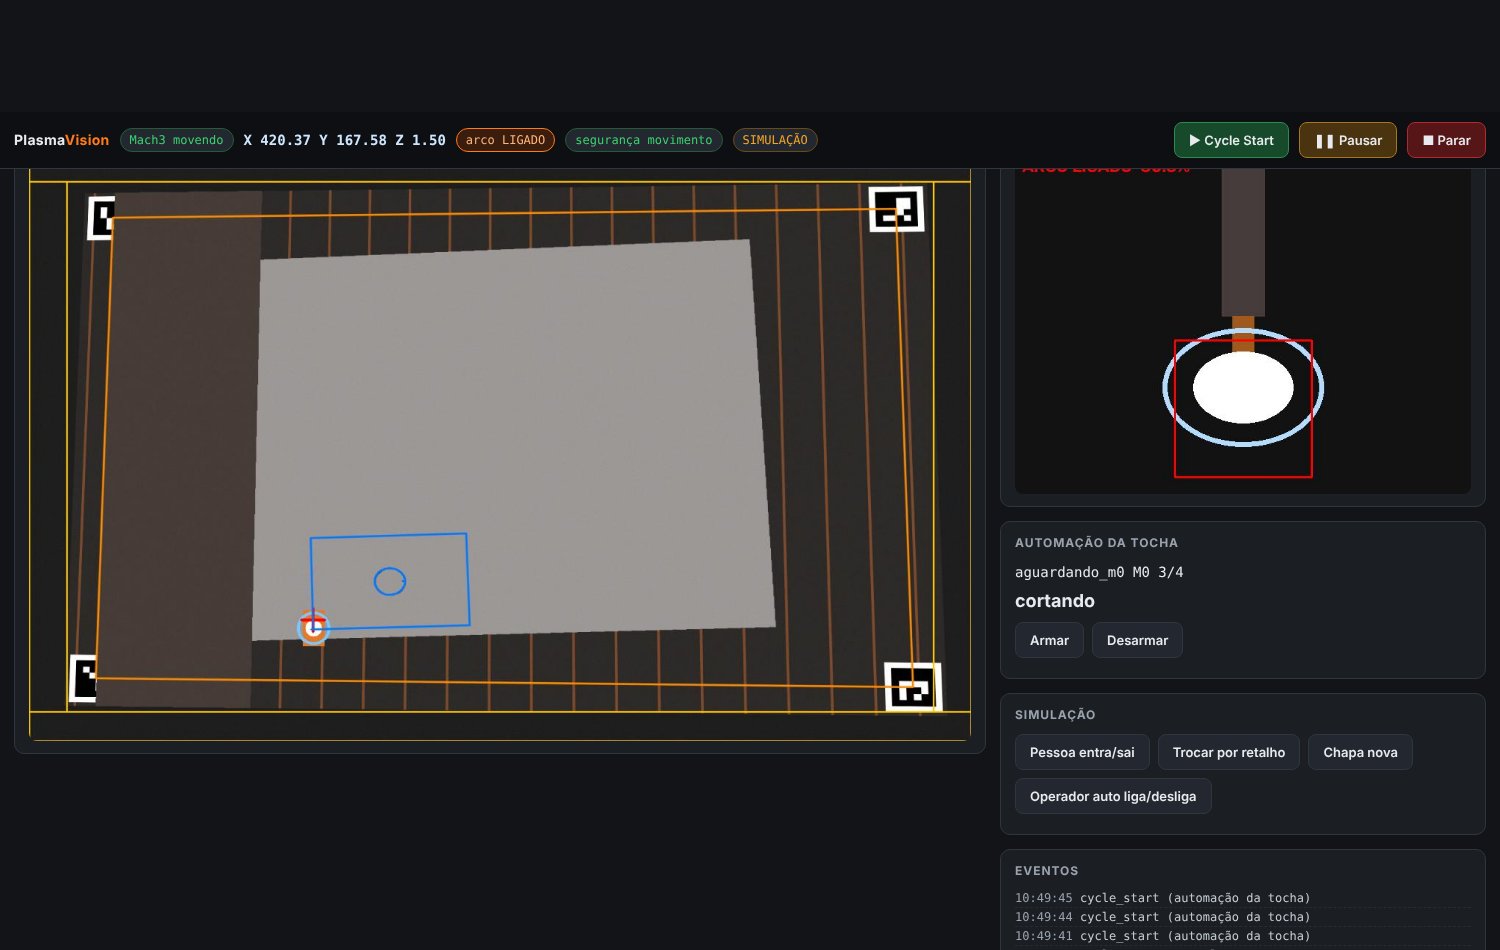 PlasmaVision Mach3 movendo X 420.37 Y 167.58 Z 1.50 arco LIGADO segurança movimento SIMULAÇÃO ▶ Cycle Start ❚❚ Pausar ■ Parar
AUTOMAÇÃO DA TOCHA
aguardando_m0 M0 3/4
cortando
Armar Desarmar
SIMULAÇÃO
Pessoa entra/sai Trocar por retalho Chapa nova
Operador auto liga/desliga
EVENTOS
10:49:45 cycle_start (automação da tocha)
10:49:44 cycle_start (automação da tocha)
10:49:41 cycle_start (automação da tocha)